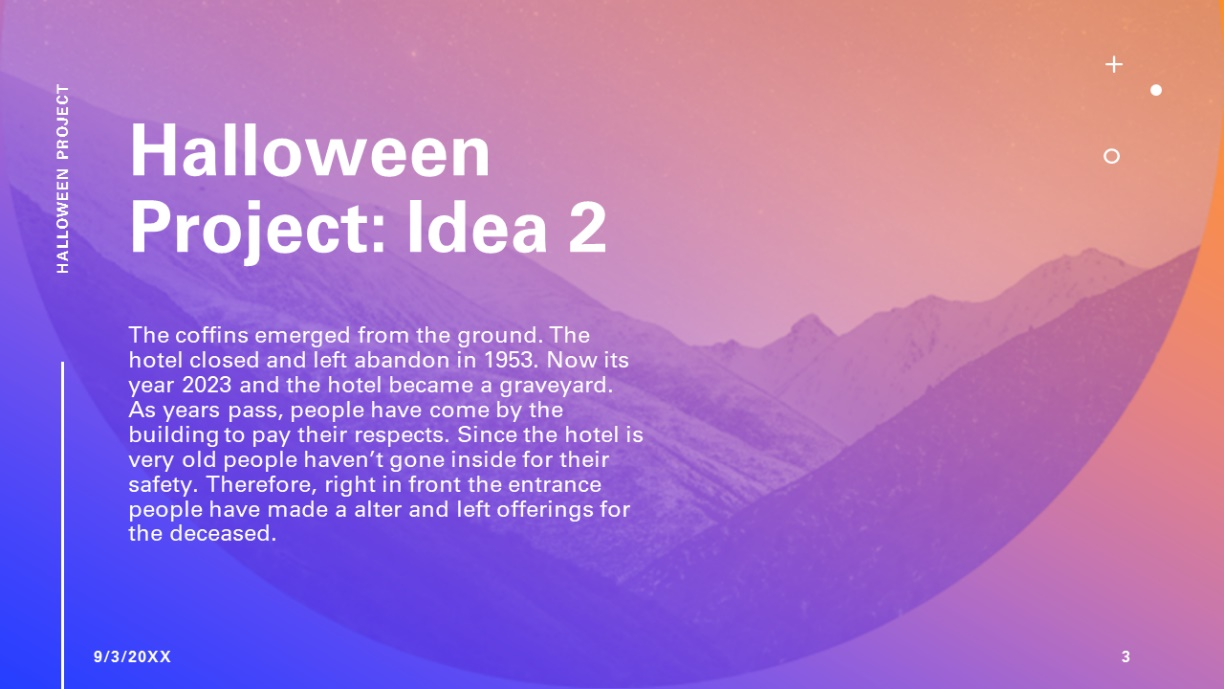 HALLOWEEN PROJECT
Halloween
Project: Idea 2
The coffins emerged from the ground. The
hotel closed and left abandon in 1953. Now its
year 2023 and the hotel became a graveyard.
As years pass, people have come by the
building to pay their respects. Since the hotel is
very old people haven’t gone inside for their
safety. Therefore, right in front the entrance
people have made a alter and left offerings for
the deceased.
9/3/20XX
3